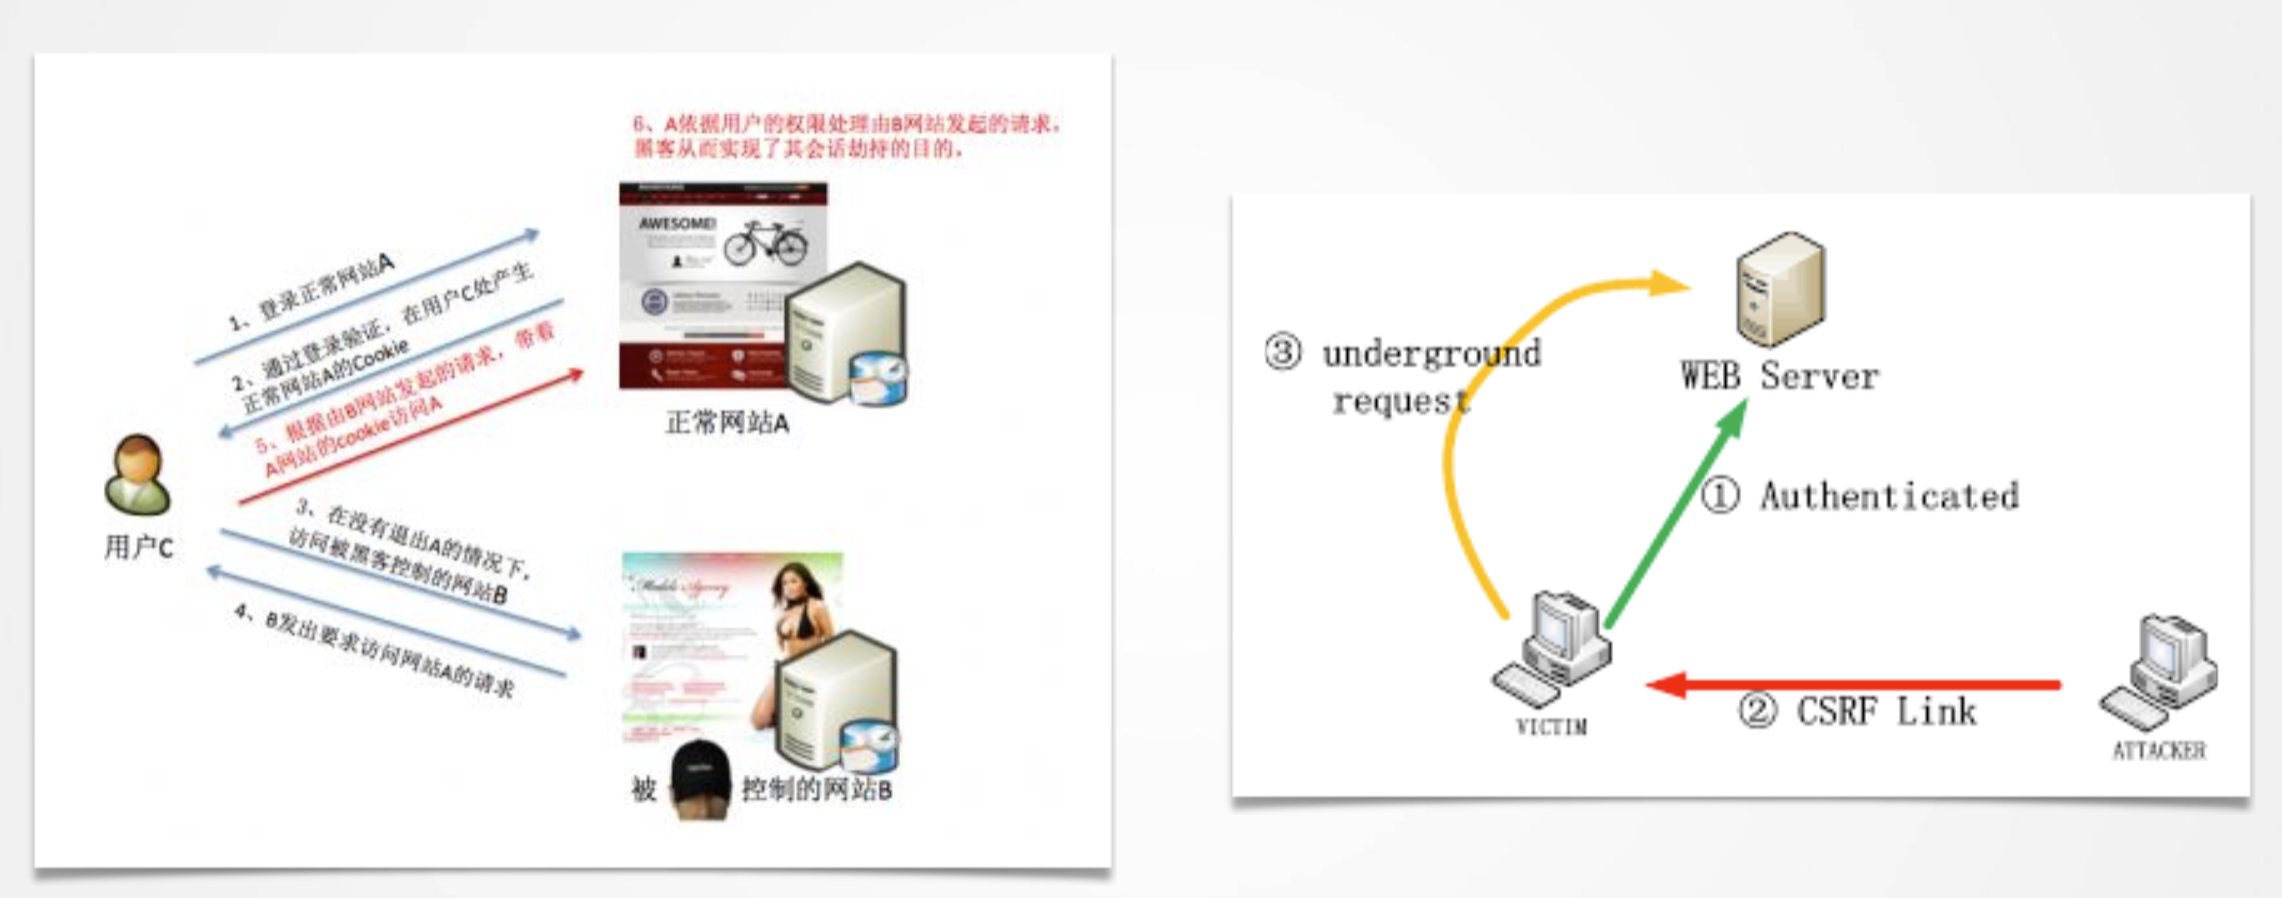 6、A依据用户的权限处理由B网站发起的请求，
黑客从而实现了其会话劫持的目的。
AWESOME!
1、登录正常网站A
2、通过登录验证，在用户C处产生
正常网站A的Cookie
5、根据由B网站发起的请求，带着
A网站的cookie访问A
正常网站A
用户C
3、在没有退出A的情况下，
访问被黑客控制的网站B
4、B发出要求访问网站A的请求
Models Agency
被 控制的网站B
③ underground
request
WEB Server
① Authenticated
② CSRF Link
VICTIM
ATTACKER